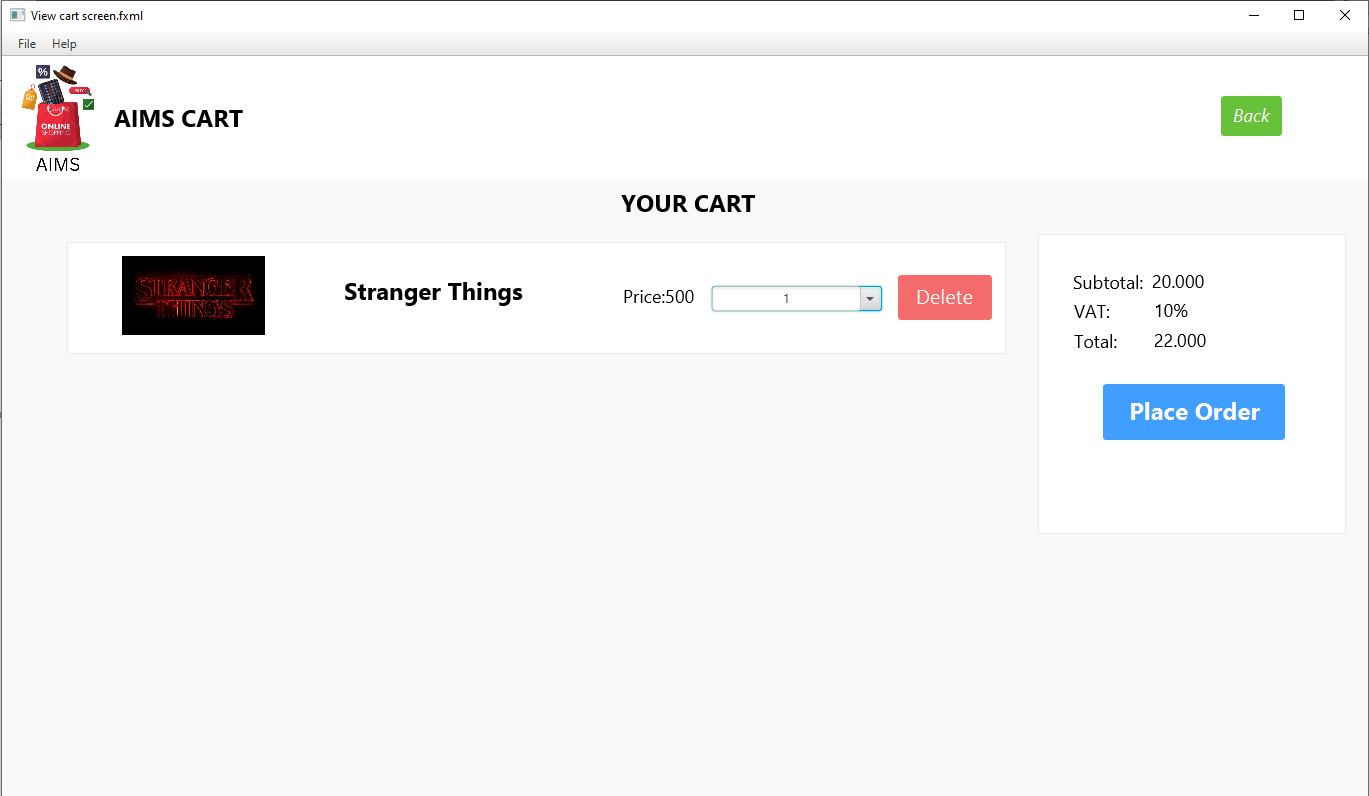 View cart screen.fxml
File Help
%
BUY
ONLINE
SHOPPING
AIMS
AIMS CART
Back
YOUR CART
STRANGER
THINGS
Stranger Things
Price:500
1
Delete
Subtotal: 20.000
VAT: 10%
Total: 22.000
Place Order